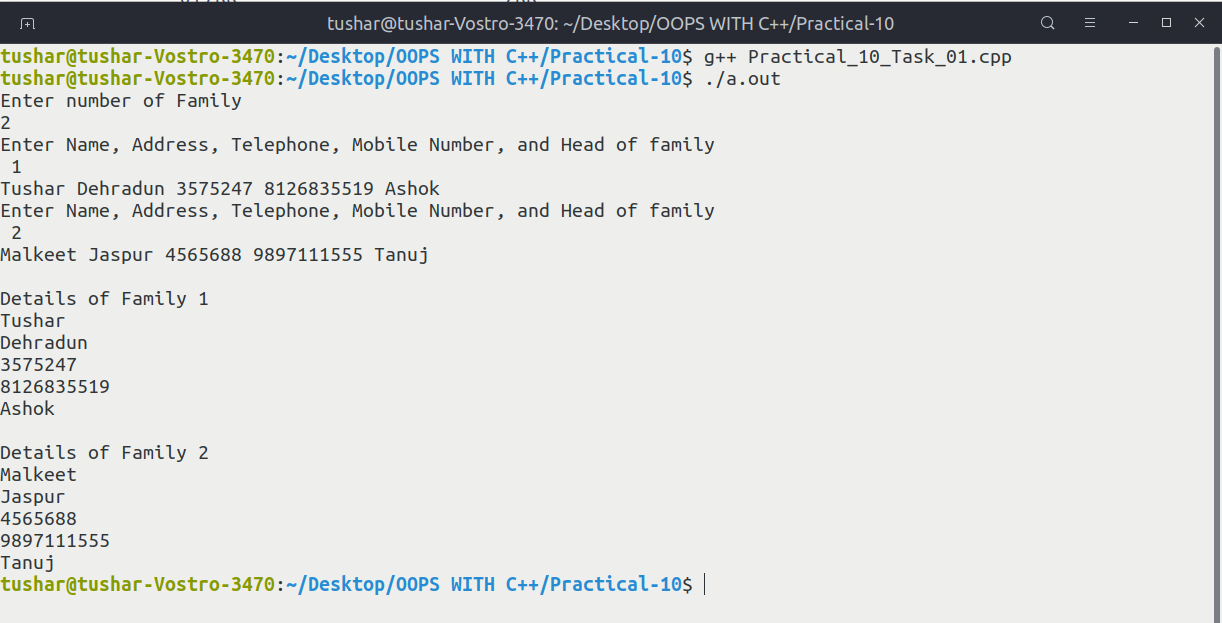 tushar@tushar-Vostro-3470: ~/Desktop/OOPS WITH C++/Practical-10
tushar@tushar-Vostro-3470:~/Desktop/OOPS WITH C++/Practical-10$ g++ Practical_10_Task_01.cpp
tushar@tushar-Vostro-3470:~/Desktop/OOPS WITH C++/Practical-10$ ./a.out
Enter number of Family
2
Enter Name, Address, Telephone, Mobile Number, and Head of family
 1
Tushar Dehradun 3575247 8126835519 Ashok
Enter Name, Address, Telephone, Mobile Number, and Head of family
 2
Malkeet Jaspur 4565688 9897111555 Tanuj

Details of Family 1
Tushar
Dehradun
3575247
8126835519
Ashok

Details of Family 2
Malkeet
Jaspur
4565688
9897111555
Tanuj
tushar@tushar-Vostro-3470:~/Desktop/OOPS WITH C++/Practical-10$